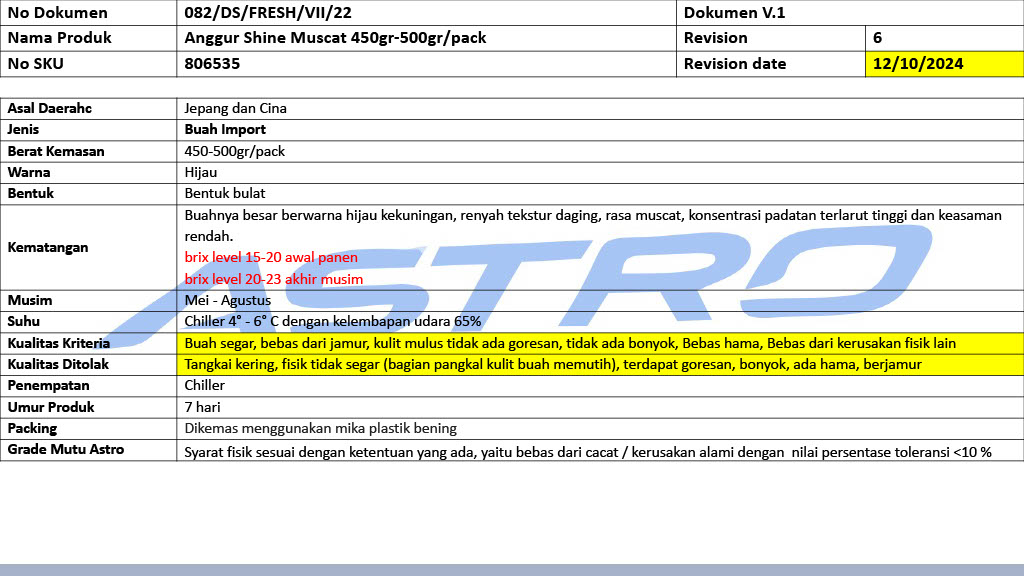 No Dokumen 082/DS/FRESH/VII/22 Dokumen V.1
Nama Produk Anggur Shine Muscat 450gr-500gr/pack Revision 6
No SKU 806535 Revision date 12/10/2024
Asal Daerahc Jepang dan Cina
Jenis Buah Import
Berat Kemasan 450-500gr/pack
Warna Hijau
Bentuk Bentuk bulat
Kematangan Buahnya besar berwarna hijau kekuningan, renyah tekstur daging, rasa muscat, konsentrasi padatan terlarut tinggi dan keasaman
rendah.
brix level 15-20 awal panen
brix level 20-23 akhir musim
Musim Mei - Agustus
Suhu Chiller 4° - 6° C dengan kelembapan udara 65%
Kualitas Kriteria Buah segar, bebas dari jamur, kulit mulus tidak ada goresan, tidak ada bonyok, Bebas hama, Bebas dari kerusakan fisik lain
Kualitas Ditolak Tangkai kering, fisik tidak segar (bagian pangkal kulit buah memutih), terdapat goresan, bonyok, ada hama, berjamur
Penempatan Chiller
Umur Produk 7 hari
Packing Dikemas menggunakan mika plastik bening
Grade Mutu Astro Syarat fisik sesuai dengan ketentuan yang ada, yaitu bebas dari cacat / kerusakan alami dengan  nilai persentase toleransi <10 %
ASTRO